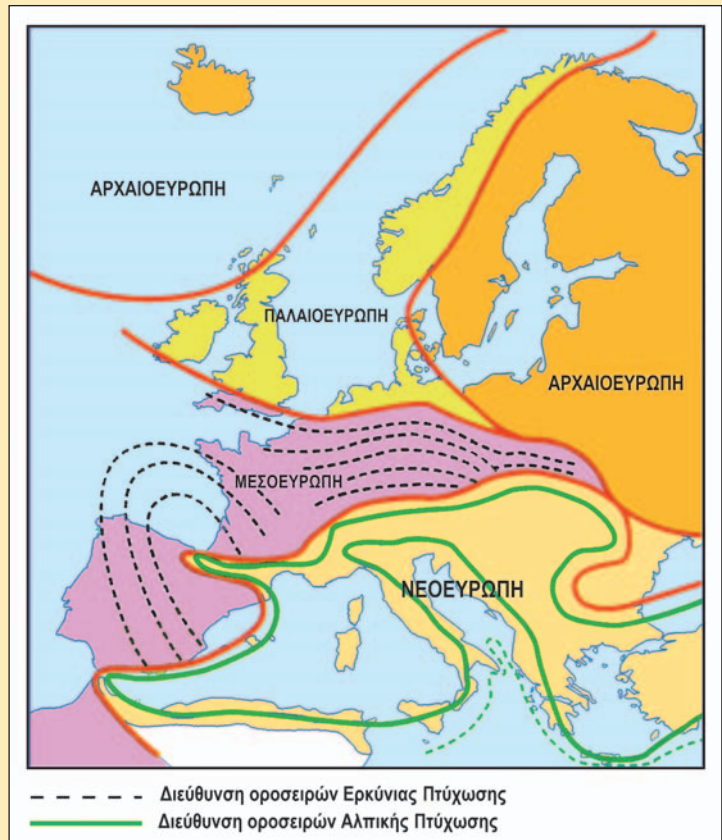 ΑΡΧΑΙΟΕΥΡΩΠΗ
ΠΑΛΑΙΟΕΥΡΩΠΗ
ΑΡΧΑΙΟΕΥΡΩΠΗ
ΜΕΣΟΕΥΡΩΠΗ
ΝΕΟΕΥΡΩΠΗ
Διεύθυνση οροσειρών Ερκύνιας Πτύχωσης
Διεύθυνση οροσειρών Αλπικής Πτύχωσης